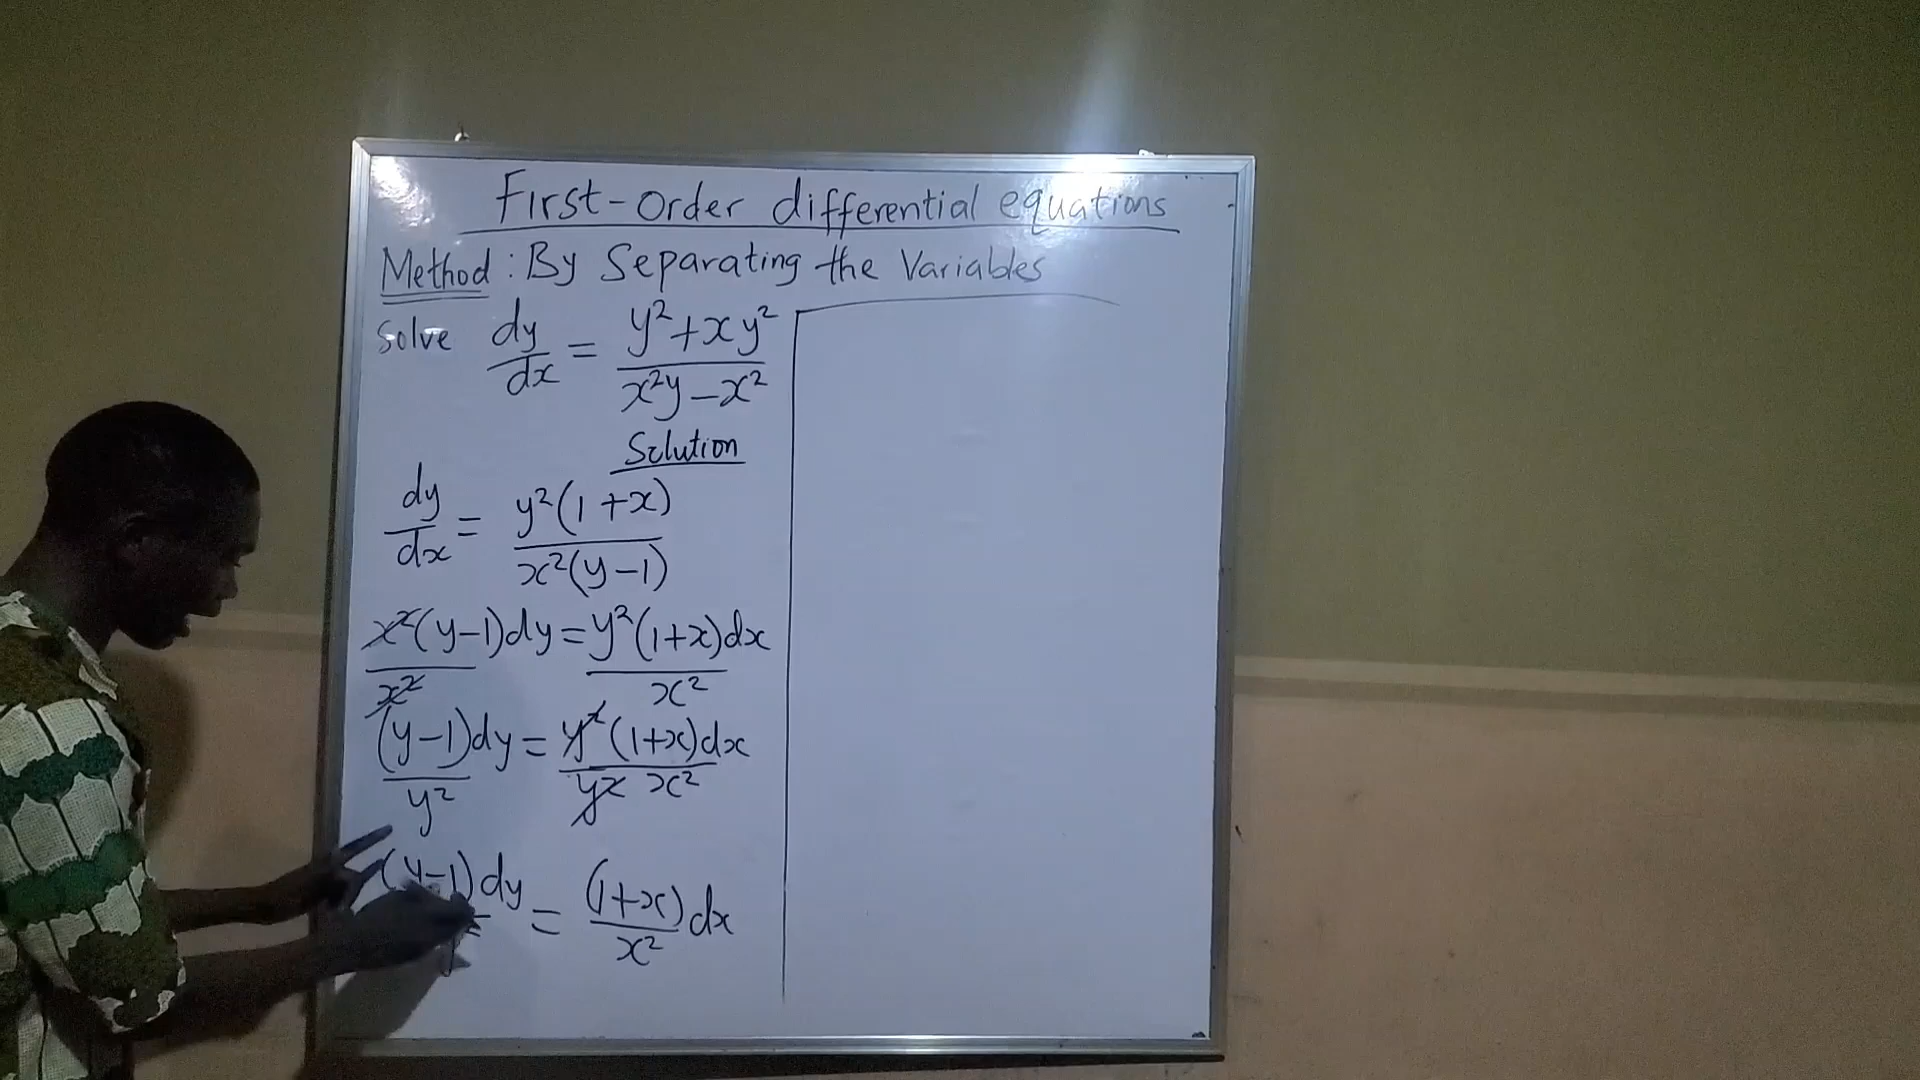 First-Order differential equations
Method: By Separating the Variables
Solve dy/dx = (y²+xy²)/(x²y-x²)
Solution
dy/dx = y²(1+x)/x²(y-1)
x²(y-1)dy/x² = y²(1+x)dx/x²
(y-1)dy/y² = y²(1+x)dx/y² x²
(y-1)dy = (1+x)dx/x²